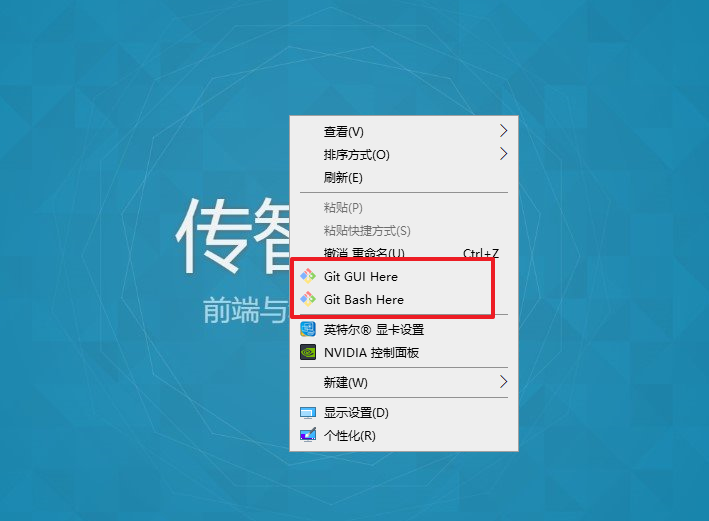 查看(V)
排序方式(O)
刷新(E)
粘贴(P)
粘贴快捷方式(S)
撤消 重命名(U) Ctrl+Z
传智
Git GUI Here
Git Bash Here
前端与
英特尔® 显卡设置
NVIDIA 控制面板
新建(W)
显示设置(D)
个性化(R)